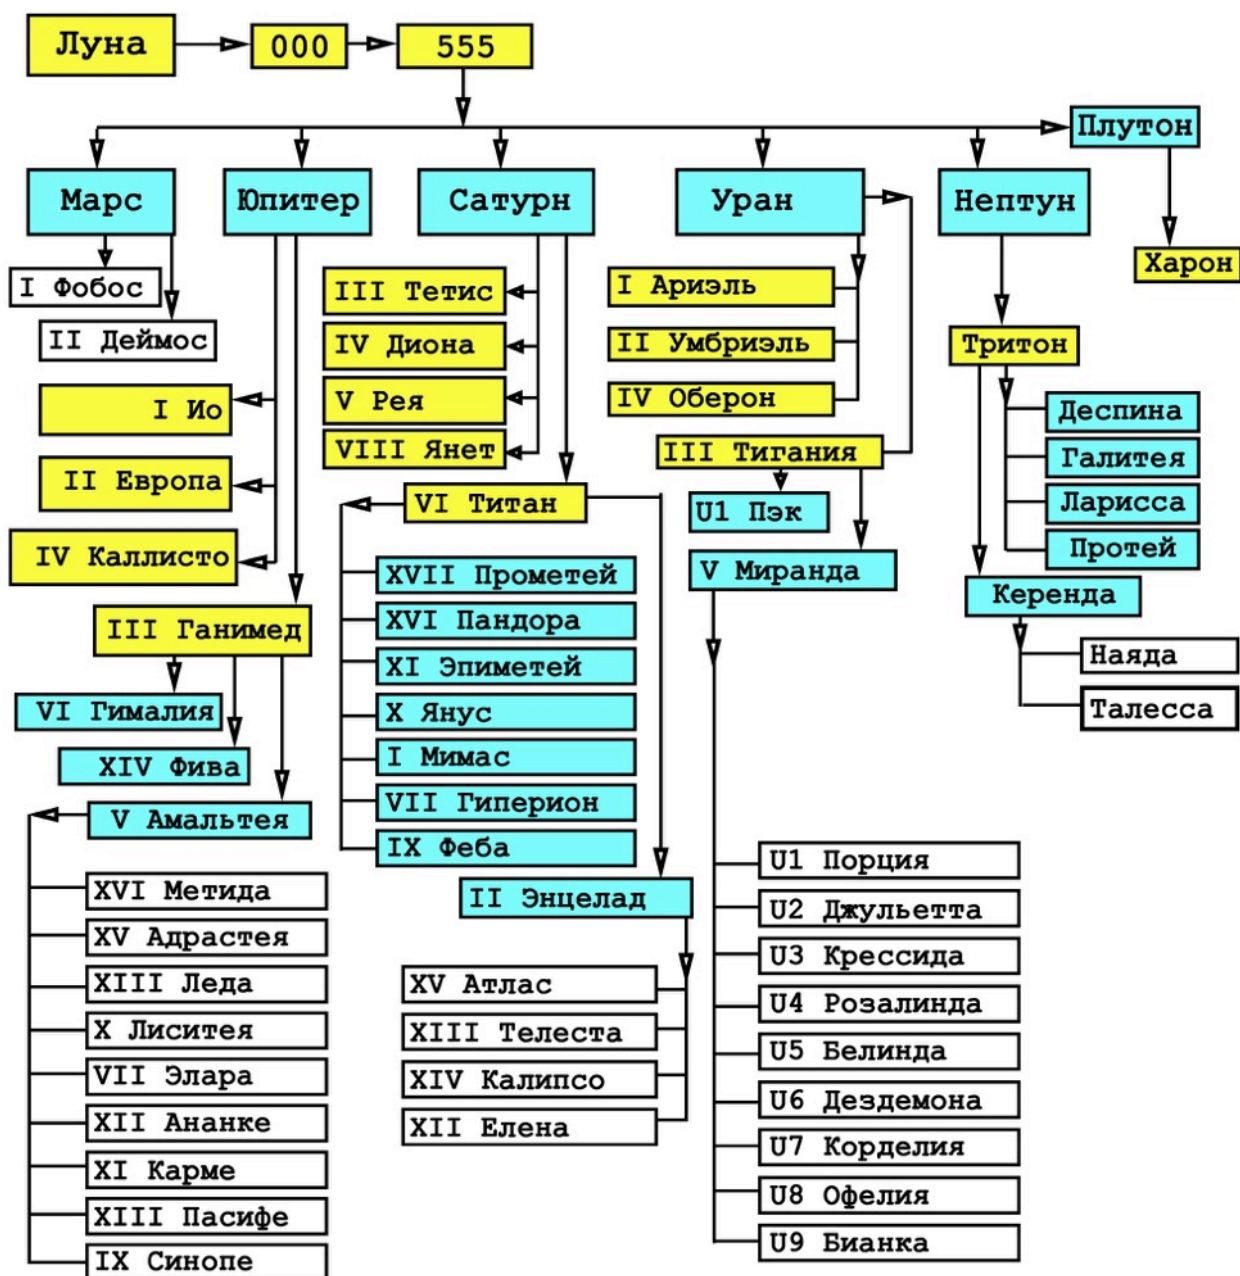 Луна
000
555
Плутон
Марс
Юпитер
Сатурн
Уран
Нептун
Харон
I Фобос
II Деймос
I Ио
II Европа
IV Каллисто
III Ганимед
VI Гималия
XIV Фива
V Амальтея
XVI Метида
XV Адрастея
XIII Леда
X Лиситея
VII Элара
XII Ананке
XI Карме
XIII Пасифе
IX Синопе
III Тетис
IV Диона
V Рея
VIII Янет
VI Титан
XVII Прометей
XVI Пандора
XI Эпиметей
X Янус
I Мимас
VII Гиперион
IX Феба
II Энцелад
XV Атлас
XIII Телеста
XIV Калипсо
XII Елена
I Ариэль
II Умбриэль
IV Оберон
III Тигания
U1 Пэк
V Миранда
U1 Порция
U2 Джульетта
U3 Крессида
U4 Розалинда
U5 Белинда
U6 Дездемона
U7 Корделия
U8 Офелия
U9 Бианка
Тритон
Деспина
Галитея
Ларисса
Протей
Керенда
Наяда
Талесса